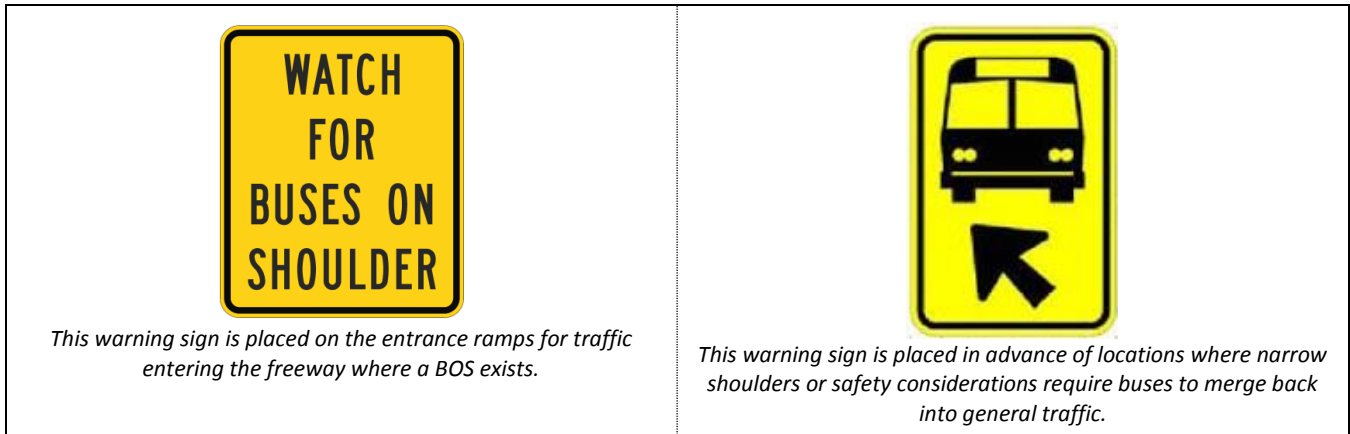 WATCH
FOR
BUSES ON
SHOULDER
This warning sign is placed on the entrance ramps for traffic
entering the freeway where a BOS exists.
This warning sign is placed in advance of locations where narrow
shoulders or safety considerations require buses to merge back
into general traffic.